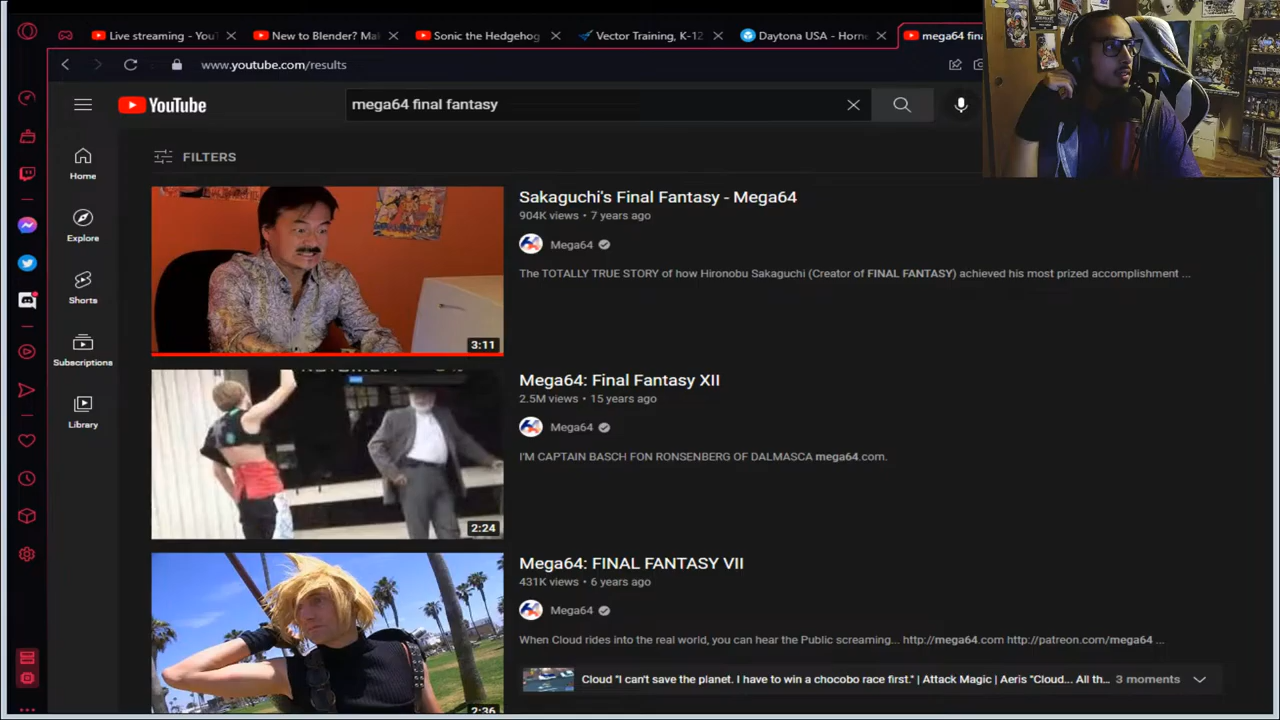 Live streaming - YouT
New to Blender? Mak
Sonic the Hedgehog
Vector Training, K-12
Daytona USA - Horne
mega64 fina
www.youtube.com/results
YouTube
mega64 final fantasy
Home
Explore
Shorts
Subscriptions
Library
FILTERS
3:11
Sakaguchi's Final Fantasy - Mega64
904K views • 7 years ago
Mega64
The TOTALLY TRUE STORY of how Hironobu Sakaguchi (Creator of FINAL FANTASY) achieved his most prized accomplishment ...
2:24
Mega64: Final Fantasy XII
2.5M views • 15 years ago
Mega64
I'M CAPTAIN BASCH FON RONSENBERG OF DALMASCA mega64.com.
2:36
Mega64: FINAL FANTASY VII
431K views • 6 years ago
Mega64
When Cloud rides into the real world, you can hear the Public screaming... http://mega64.com http://patreon.com/mega64 ...
Cloud "I can't save the planet. I have to win a chocobo race first." | Attack Magic | Aeris "Cloud... All th... 3 moments